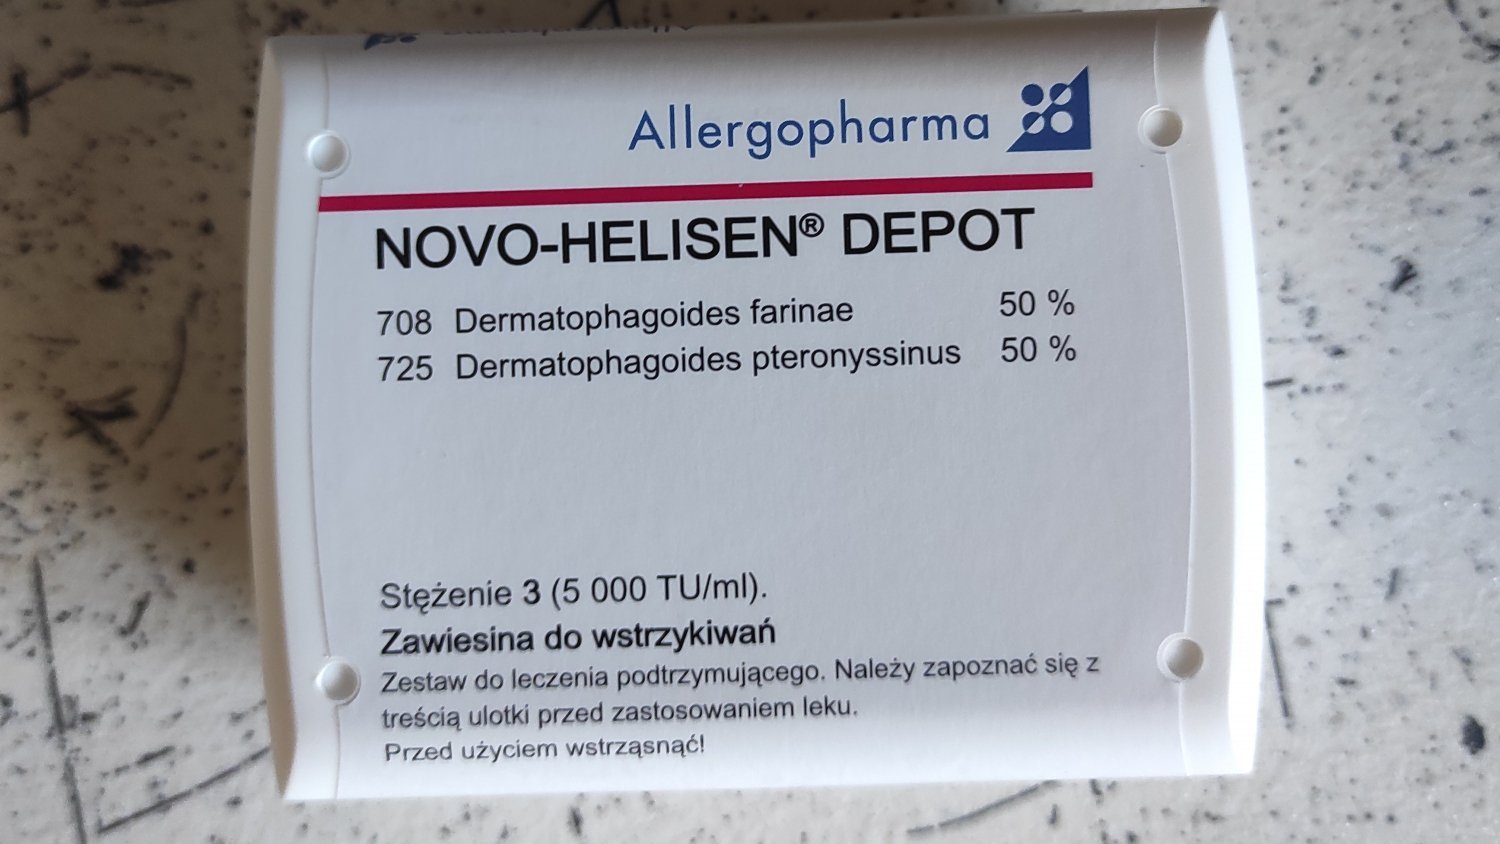 Allergopharma
NOVO-HELISEN® DEPOT
708 Dermatophagoides farinae 50 %
725 Dermatophagoides pteronyssinus 50 %
Stężenie 3 (5 000 TU/ml).
Zawiesina do wstrzykiwań
Zestaw do leczenia podtrzymującego. Należy zapoznać się z
treścią ulotki przed zastosowaniem leku.
Przed użyciem wstrząsnąć!